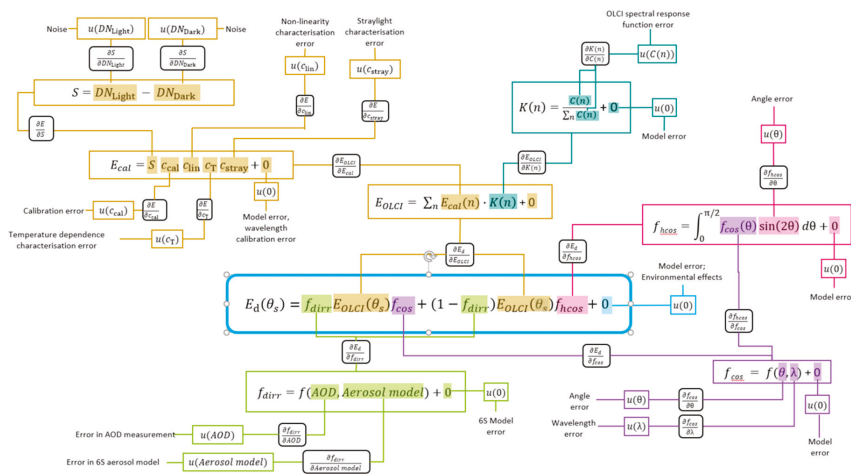 OLCI spectral response
function error
Noise
u(DN_Light)
u(DN_Dark)
Noise
Non-linearity
characterisation
error
Straylight
characterisation
error
∂S/∂DN_Light
∂S/∂DN_Dark
∂K(n)/∂C(n)
u(C(n))
u(c_lin)
u(c_stray)
S = DN_Light − DN_Dark
∂E/∂c_lin
∂E/∂c_stray
K(n) = C(n)/∑_n C(n) + 0
u(0)
Model error
Angle error
u(θ)
∂E/∂S
E_cal = S c_cal c_lin c_T c_stray + 0
∂E_OLCI/∂E_cal
∂E_OLCI/∂K(n)
∂f_hcos/∂θ
u(0)
Calibration error
u(c_cal)
∂E/∂c_cal
∂E/∂c_T
Model error,
wavelength
calibration error
E_OLCI = ∑_n E_cal(n) · K(n) + 0
Temperature dependence
characterisation error
u(c_T)
f_hcos = ∫_0^{π/2} f_cos(θ) sin(2θ) dθ + 0
∂E_d/∂E_OLCI
∂E_d/∂f_hcos
u(0)
Model error
Model error;
Environmental effects
E_d(θ_s) = f_dirr E_OLCI(θ_s) f_cos + (1 − f_dirr) E_OLCI(θ_s) f_hcos + 0
u(0)
∂f_hcos/∂f_cos
∂E_d/∂f_dirr
∂E_d/∂f_cos
f_cos = f(θ, λ) + 0
f_dirr = f(AOD, Aerosol model) + 0
u(0)
6S Model
error
Angle
error
u(θ)
∂f_cos/∂θ
u(0)
Wavelength
error
u(λ)
∂f_cos/∂λ
Model
error
Error in AOD measurement
u(AOD)
∂f_dirr/∂AOD
Error in 6S aerosol model
u(Aerosol model)
∂f_dirr/∂Aerosol model